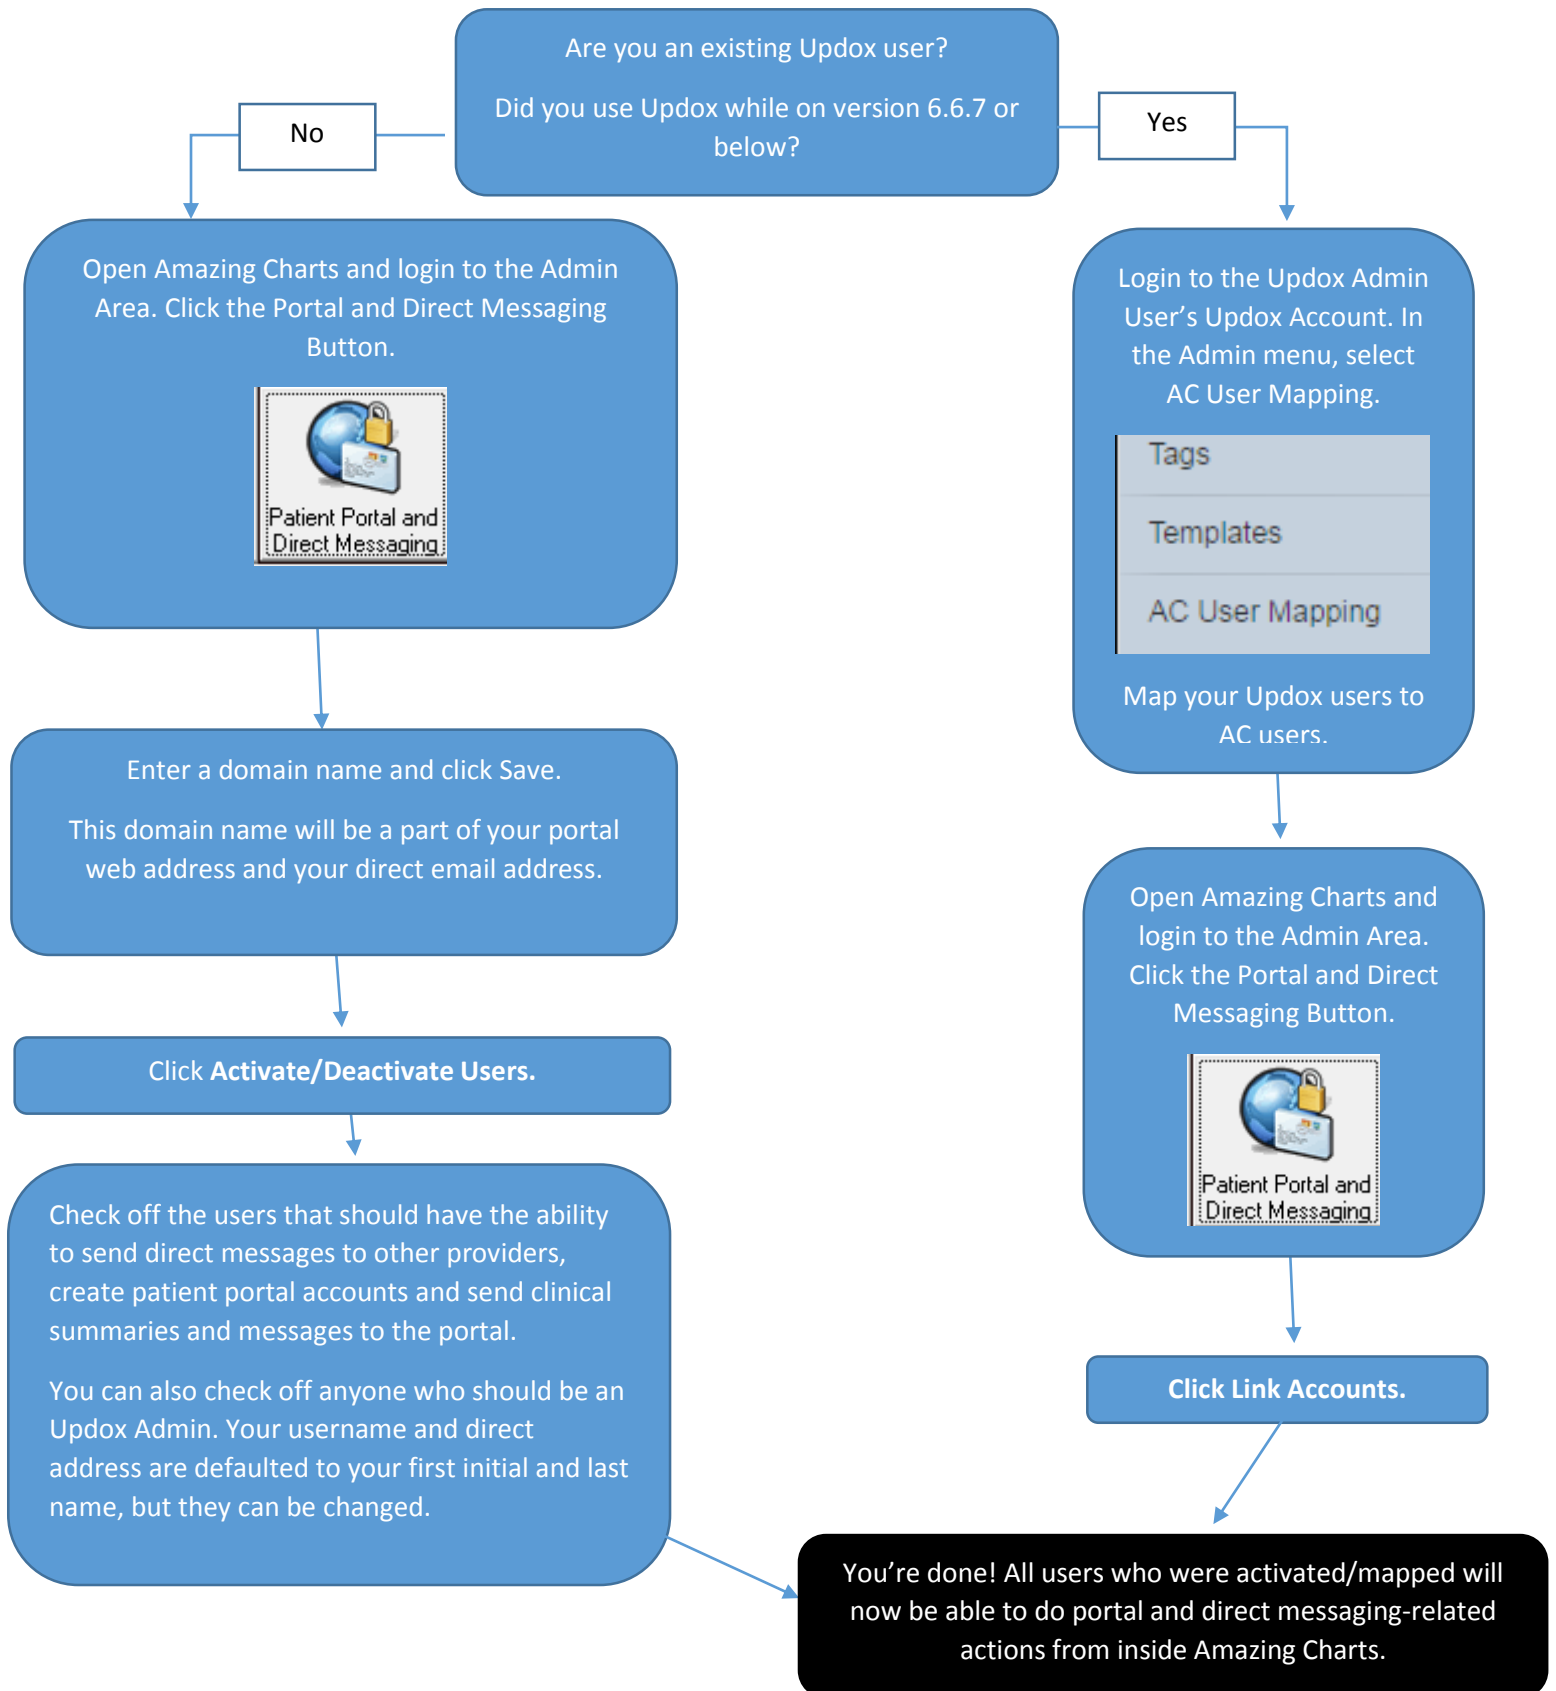 Are you an existing Updox user?
Did you use Updox while on version 6.6.7 or
below?
No
Yes
Open Amazing Charts and login to the Admin
Area. Click the Portal and Direct Messaging
Button.
Patient Portal and
Direct Messaging
Enter a domain name and click Save.
This domain name will be a part of your portal
web address and your direct email address.
Click Activate/Deactivate Users.
Check off the users that should have the ability
to send direct messages to other providers,
create patient portal accounts and send clinical
summaries and messages to the portal.
You can also check off anyone who should be an
Updox Admin. Your username and direct
address are defaulted to your first initial and last
name, but they can be changed.
Login to the Updox Admin
User’s Updox Account. In
the Admin menu, select
AC User Mapping.
Tags
Templates
AC User Mapping
Map your Updox users to
AC users.
Open Amazing Charts and
login to the Admin Area.
Click the Portal and Direct
Messaging Button.
Patient Portal and
Direct Messaging
Click Link Accounts.
You’re done! All users who were activated/mapped will
now be able to do portal and direct messaging-related
actions from inside Amazing Charts.